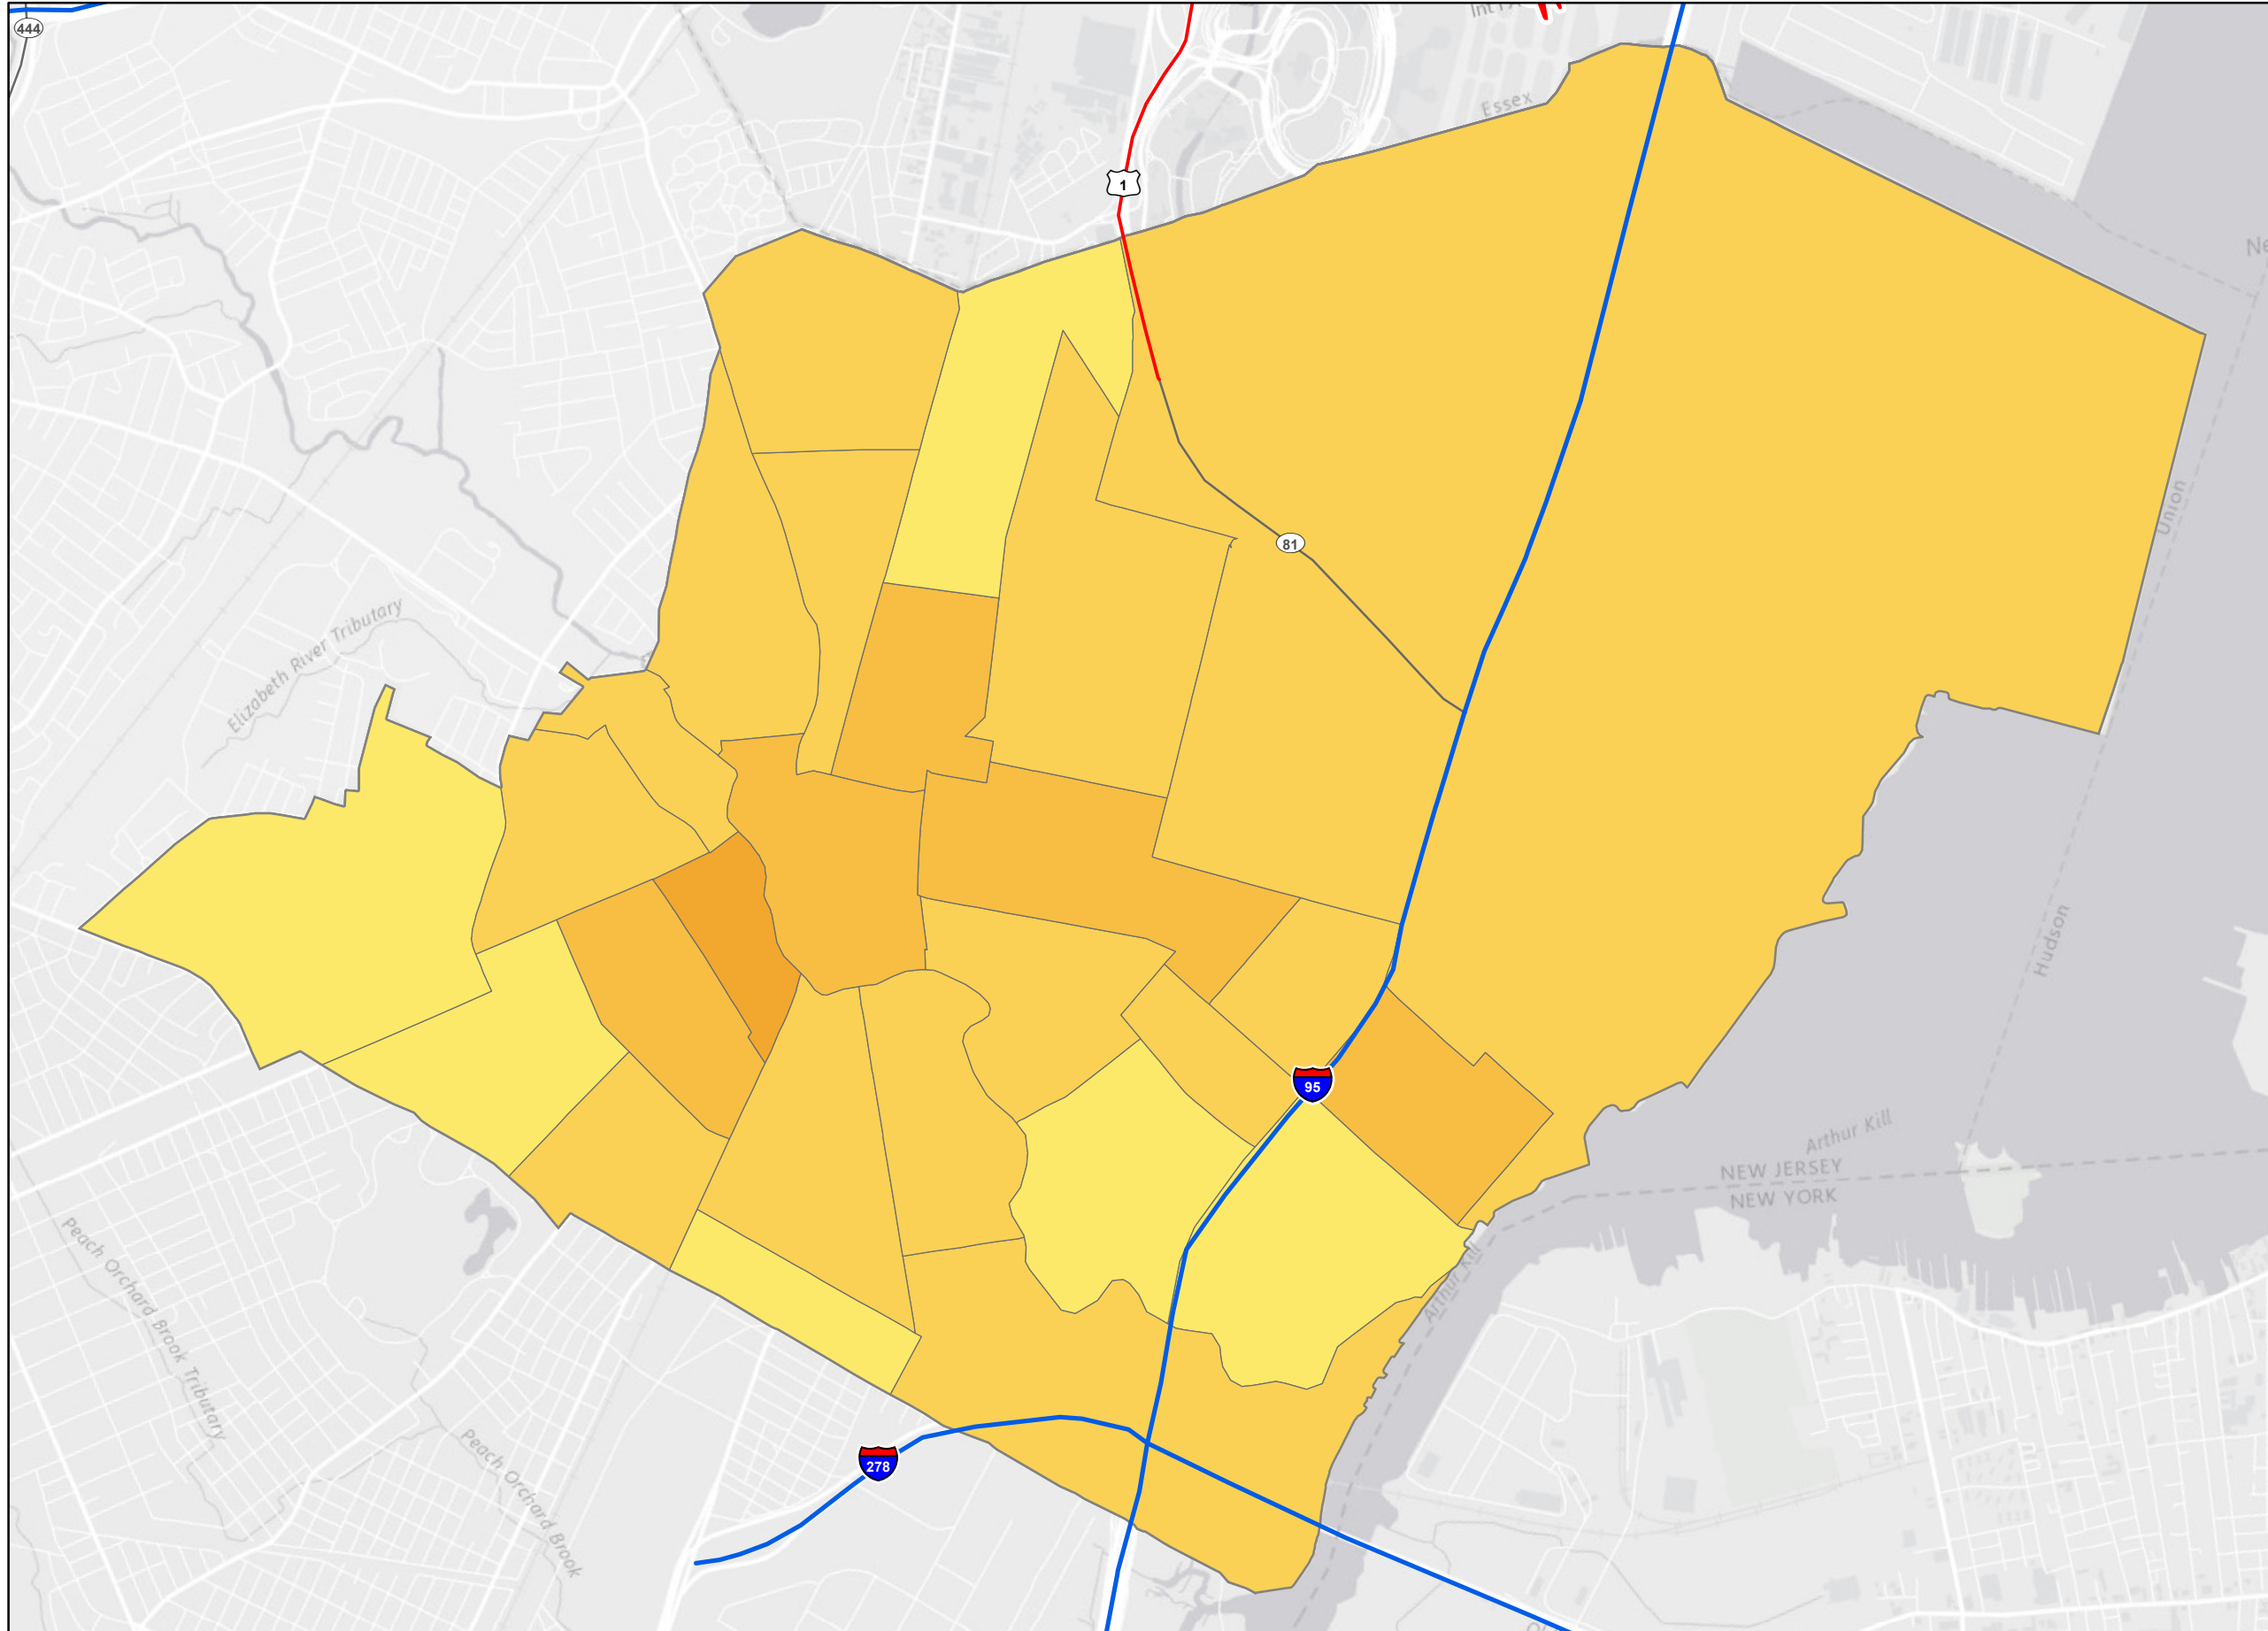 444
Essex
1
Union
81
Elizabeth River Tributary
Hudson
95
Arthur Kill
NEW JERSEY
NEW YORK
Arthur Kill
Peach Orchard Brook Tributary
Peach Orchard Brook
278